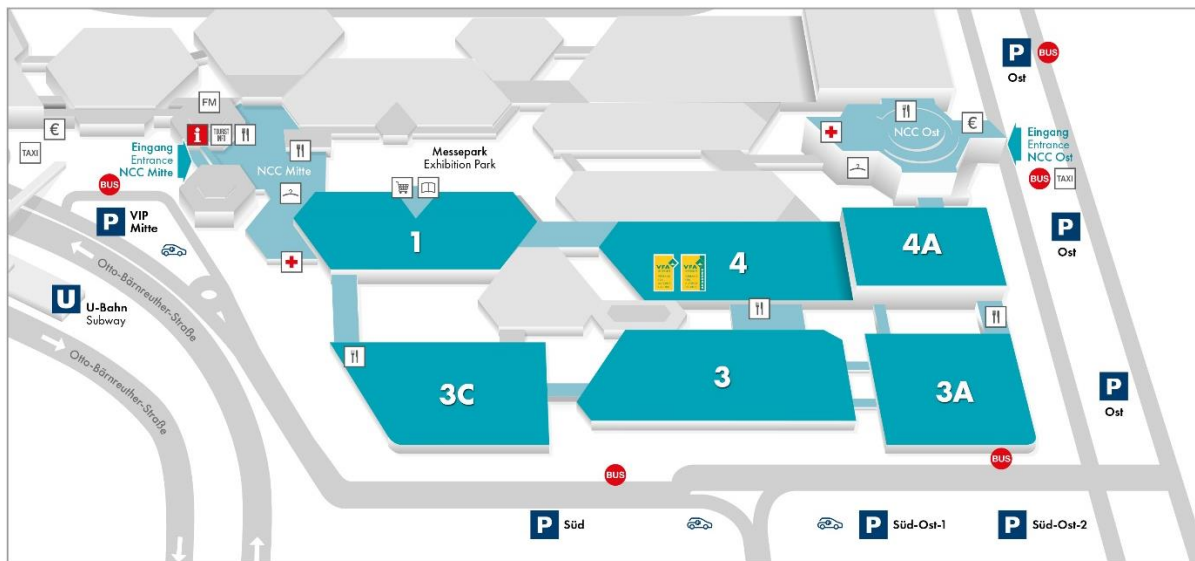 P
BUS
Ost
FM
€
i
TOURIST
INFO
TAXI
Eingang
Entrance
NCC Mitte
NCC Mitte
Messepark
Exhibition Park
NCC Ost
€
Eingang
Entrance
NCC Ost
BUS
TAXI
BUS
P
VIP
Mitte
P
Ost
1
4
4A
VFA
VFA
U
U-Bahn
Subway
Otto-Bärnreuther-Straße
Otto-Bärnreuther-Straße
3C
3
3A
P
Ost
BUS
BUS
P Süd
P Süd-Ost-1
P Süd-Ost-2